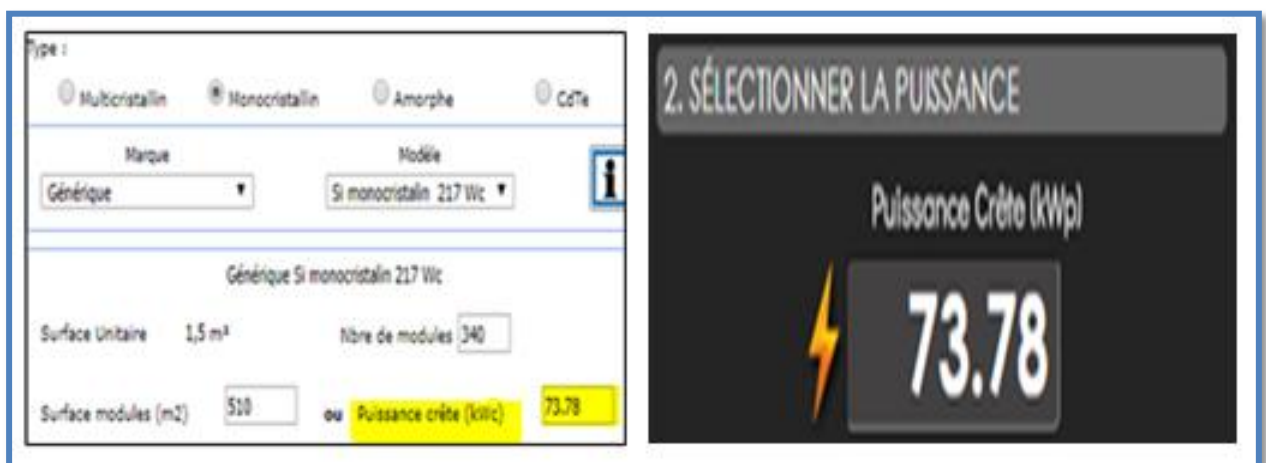 Type :
Multicristallin Monocristallin Amorphe CdTe
Marque Modèle
Générique Si monocristalin 217 Wc i
Générique Si monocristalin 217 Wc
Surface Unitaire 1,5 m² Nbre de modules 340
Surface modules (m2) 510 ou Puissance crête (kWc) 73.78
2. SÉLECTIONNER LA PUISSANCE
Puissance Crête (kWp)
73.78